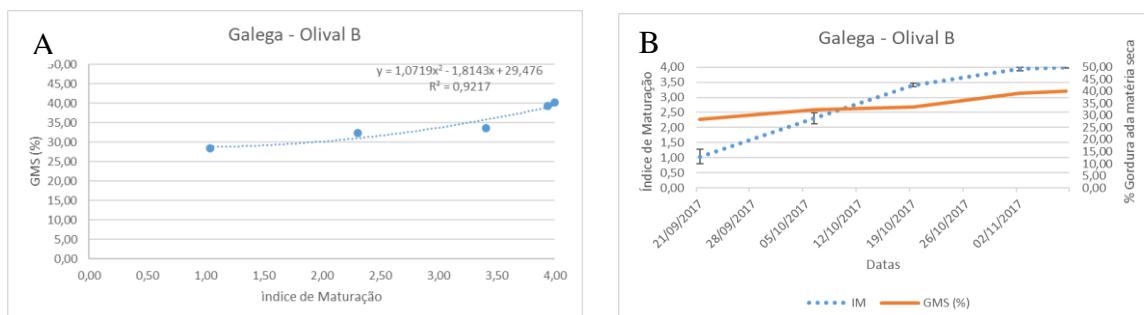 A
Galega - Olival B
y = 1,0719x² - 1,8143x + 29,476
R² = 0,9217
50,00
45,00
40,00
35,00
30,00
25,00
20,00
15,00
10,00
5,00
0,00
GMS (%)
0,00 0,50 1,00 1,50 2,00 2,50 3,00 3,50 4,00
Índice de Maturação
B
Galega - Olival B
Índice de Maturação
4,00
3,50
3,00
2,50
2,00
1,50
1,00
0,50
0,00
50,00
45,00
40,00
35,00
30,00
25,00
20,00
15,00
10,00
5,00
0,00
% Gordura ada matéria seca
21/09/2017 28/09/2017 05/10/2017 12/10/2017 19/10/2017 26/10/2017 02/11/2017
Datas
IM GMS (%)